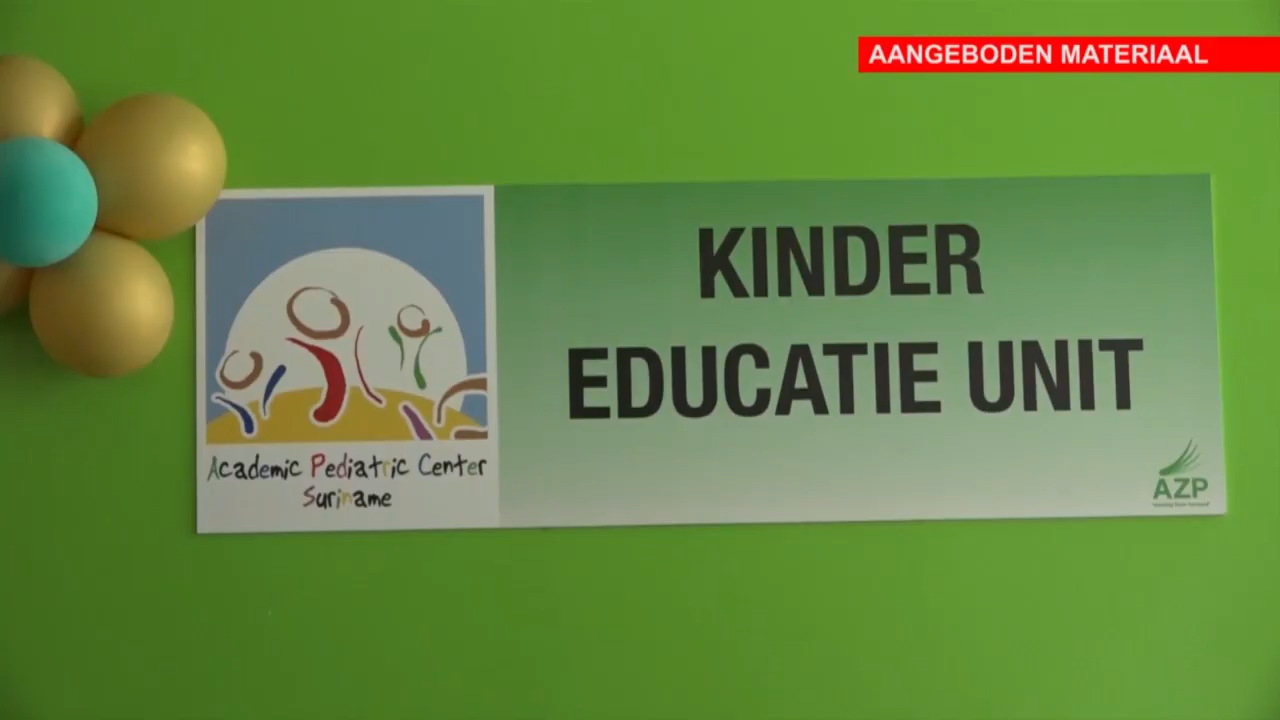 AANGEBODEN MATERIAAL
KINDER
EDUCATIE UNIT
Academic Pediatric Center
Suriname
AZP